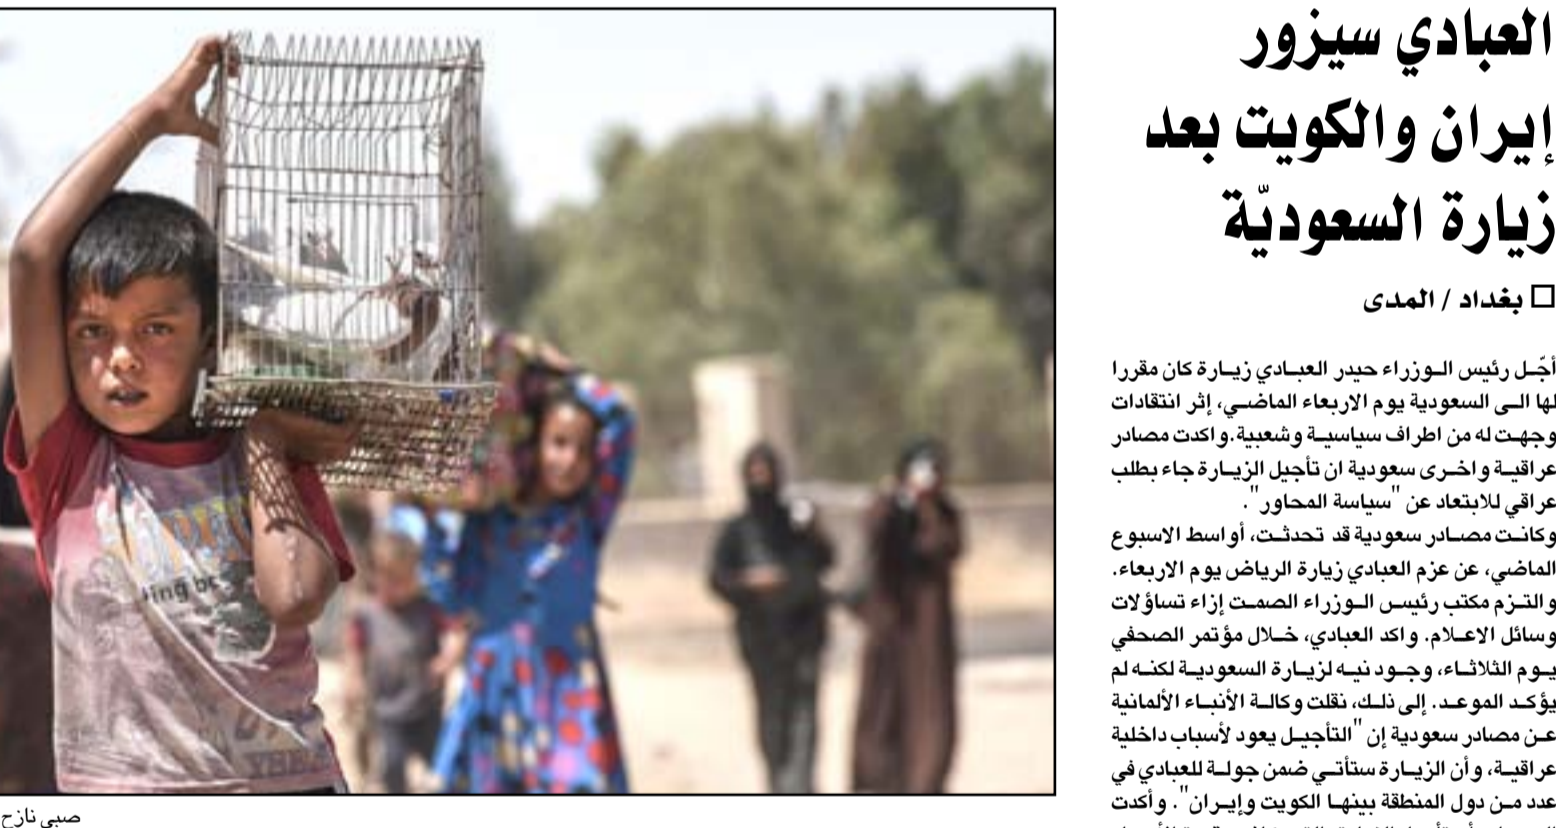 العبادي سيزور
إيران والكويت بعد
زيارة السعوديّة
□ بغداد / المدى
أجّل رئيس الوزراء حيدر العبادي زيارة كان مقررا
لها الى السعودية يوم الاربعاء الماضي، إثر انتقادات
وجهت له من اطراف سياسية وشعبية.واكدت مصادر
عراقية واخرى سعودية ان تأجيل الزيارة جاء بطلب
عراقي للابتعاد عن "سياسة المحاور".
وكانت مصادر سعودية قد تحدثت، أواسط الاسبوع
الماضي، عن عزم العبادي زيارة الرياض يوم الاربعاء.
والتزم مكتب رئيس الوزراء الصمت إزاء تساؤلات
وسائل الاعلام. واكد العبادي، خلال مؤتمر الصحفي
يوم الثلاثاء، وجود نيه لزيارة السعودية لكنه لم
يؤكد الموعد. إلى ذلك، نقلت وكالة الأنباء الألمانية
عن مصادر سعودية إن "التأجيل يعود لأسباب داخلية
عراقية، وأن الزيارة ستأتي ضمن جولة للعبادي في
عدد من دول المنطقة بينها الكويت وإيران". وأكدت
صبي نازح